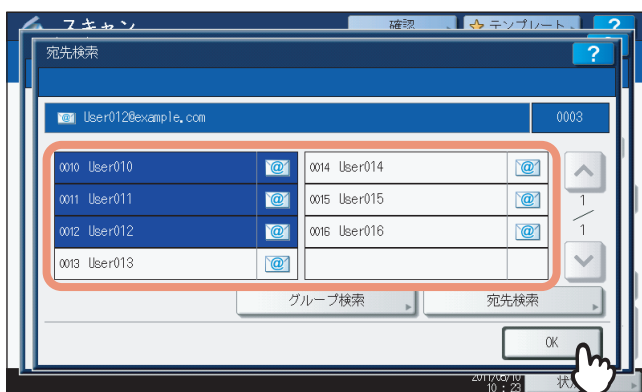 スキャン
確認
テンプレート
?
宛先検索
?
User012@example.com
0003
0010 User010
0014 User014
0011 User011
0015 User015
1
0012 User012
0016 User016
1
0013 User013
グループ検索
宛先検索
OK
10 : 23